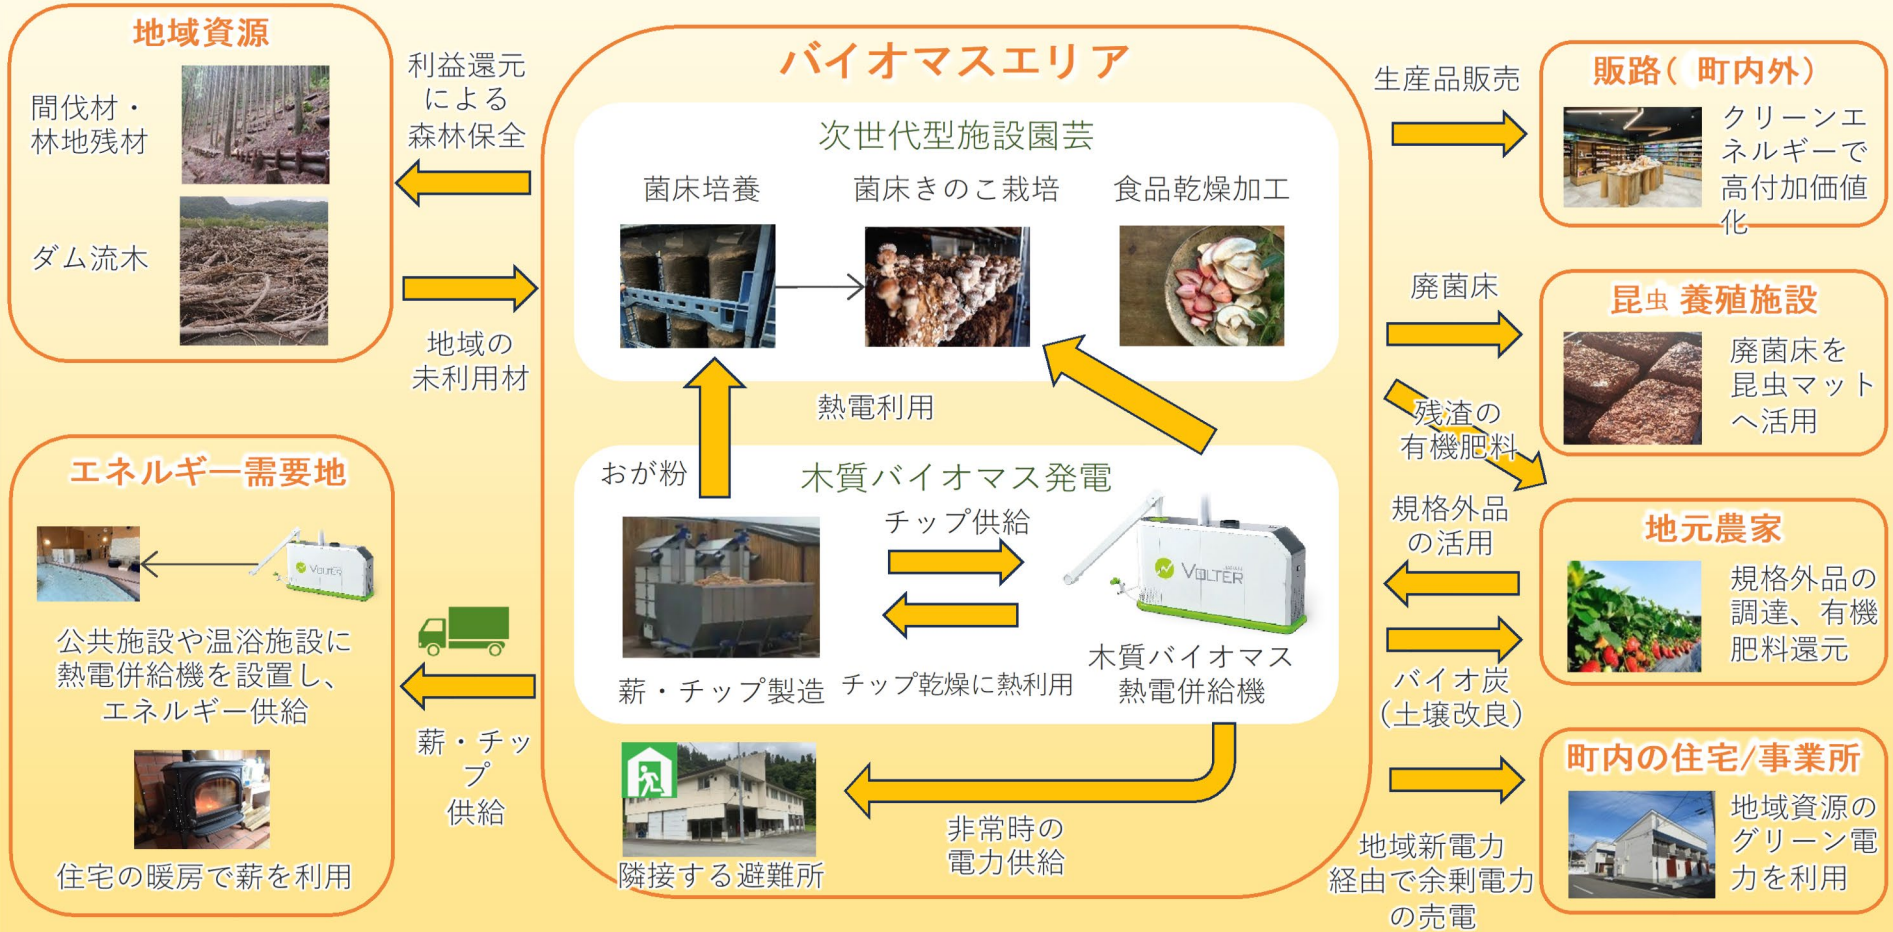 地域資源
間伐材・
林地残材
ダム流木
利益還元
による
森林保全
地域の
未利用材
エネルギー需要地
VOLTER
公共施設や温浴施設に
熱電併給機を設置し、
エネルギー供給
住宅の暖房で薪を利用
薪・チッ
プ
供給
バイオマスエリア
次世代型施設園芸
菌床培養
菌床きのこ栽培
食品乾燥加工
熱電利用
おが粉
木質バイオマス発電
チップ供給
VOLTER
薪・チップ製造
チップ乾燥に熱利用
木質バイオマス
熱電併給機
隣接する避難所
非常時の
電力供給
生産品販売
販路( 町内外）
クリーンエ
ネルギーで
高付加価値
化
廃菌床
昆虫 養殖施設
廃菌床を
昆虫マット
へ活用
残渣の
有機肥料
規格外品
の活用
地元農家
規格外品の
調達、有機
肥料還元
バイオ炭
（土壌改良）
町内の住宅/事業所
地域資源の
グリーン電
力を利用
地域新電力
経由で余剰電力
の売電